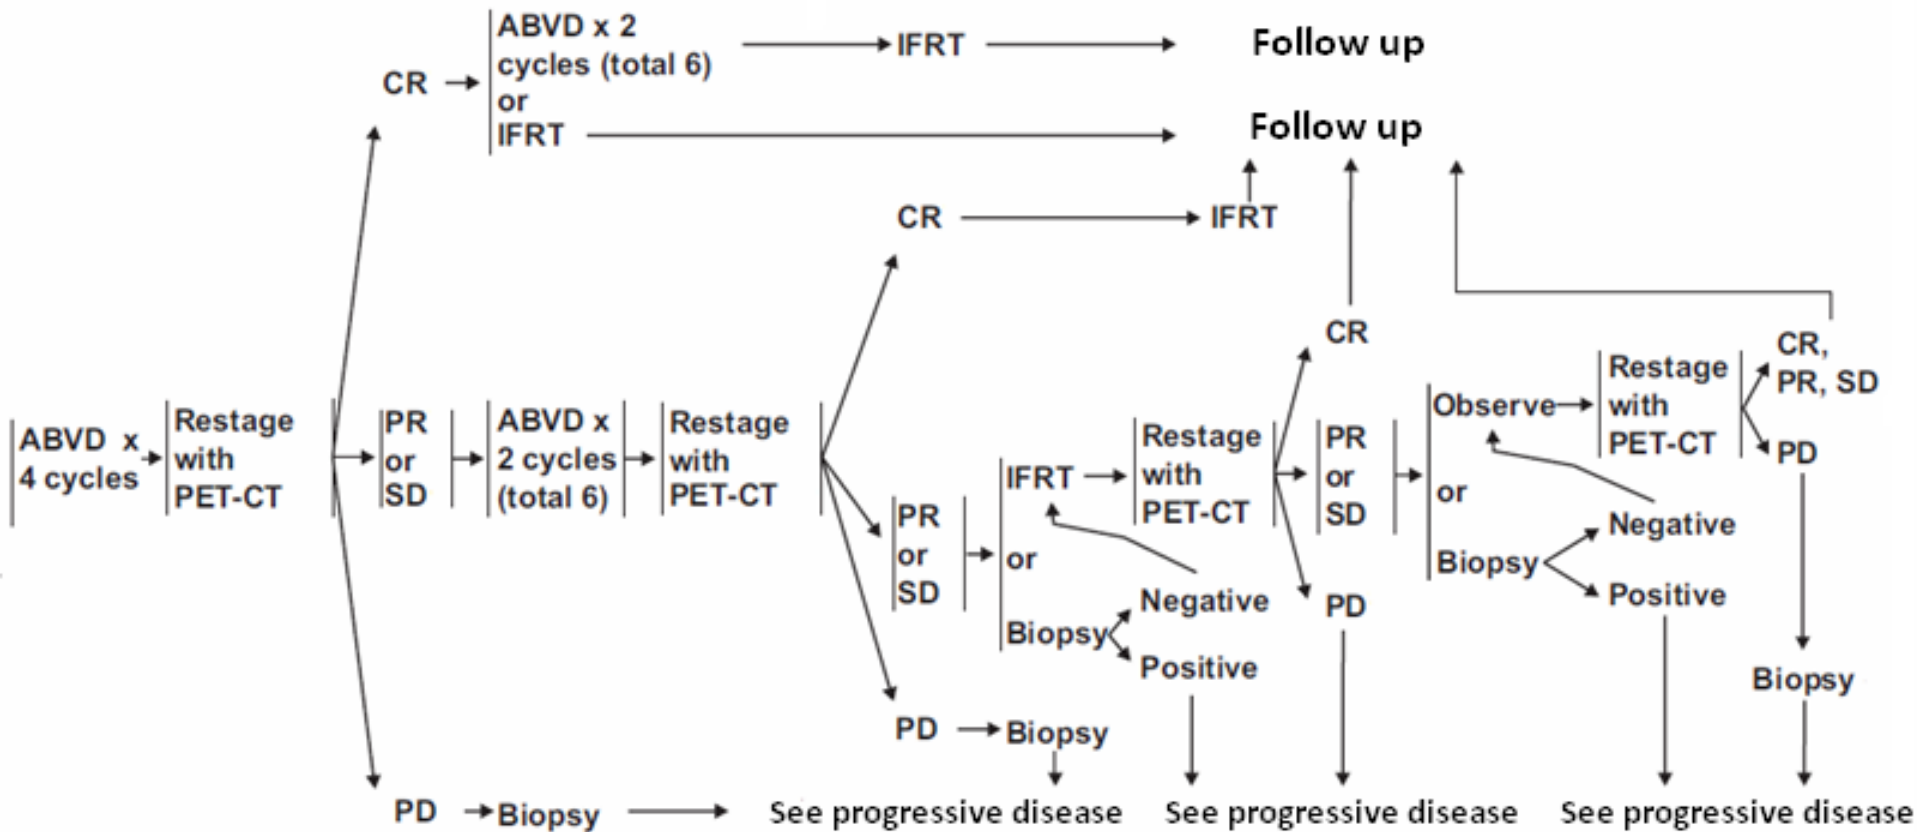 ABVD x 2
cycles (total 6)
or
IFRT
IFRT
Follow up
CR
Follow up
CR
IFRT
CR
ABVD x
4 cycles
Restage
with
PET-CT
PR
or
SD
ABVD x
2 cycles
(total 6)
Restage
with
PET-CT
PR
or
SD
IFRT
or
Biopsy
Restage
with
PET-CT
Negative
Positive
PR
or
SD
PD
Observe
or
Biopsy
Restage
with
PET-CT
Negative
Positive
CR,
PR, SD
PD
Biopsy
PD
Biopsy
PD
Biopsy
See progressive disease
See progressive disease
See progressive disease